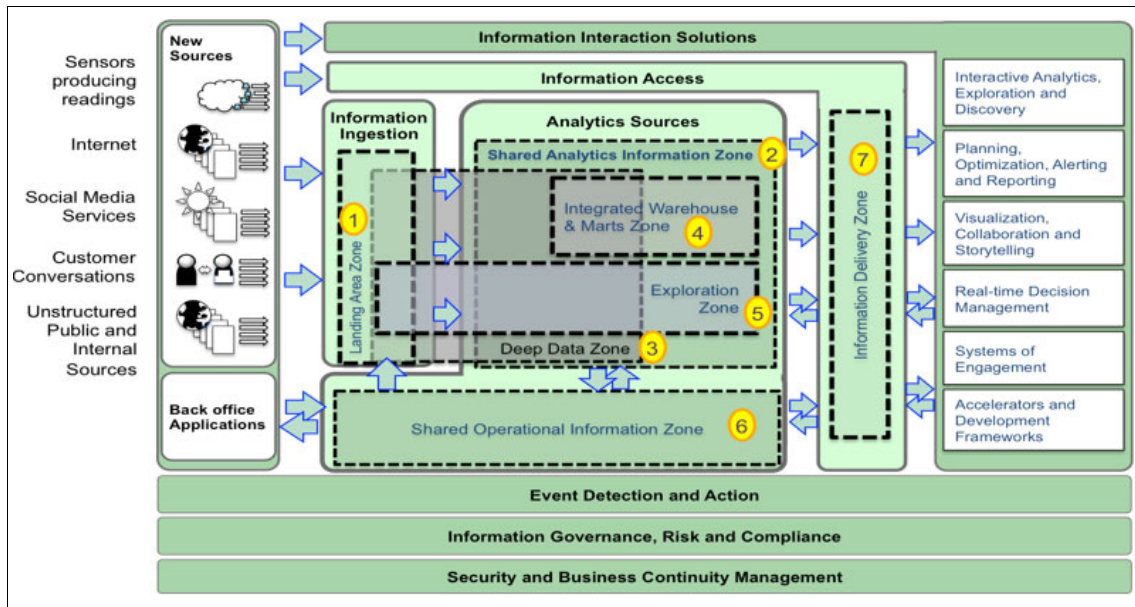 Sensors
producing
readings
Internet
Social Media
Services
Customer
Conversations
Unstructured
Public and
Internal
Sources
New
Sources
Back office
Applications
Information Interaction Solutions
Information Access
Information
Ingestion
Analytics Sources
Shared Analytics Information Zone
2
1
Landing Area Zone
Integrated Warehouse
& Marts Zone
4
Exploration
Zone
5
Deep Data Zone
3
Shared Operational Information Zone
6
7
Information Delivery Zone
Interactive Analytics,
Exploration and
Discovery
Planning,
Optimization, Alerting
and Reporting
Visualization,
Collaboration and
Storytelling
Real-time Decision
Management
Systems of
Engagement
Accelerators and
Development
Frameworks
Event Detection and Action
Information Governance, Risk and Compliance
Security and Business Continuity Management